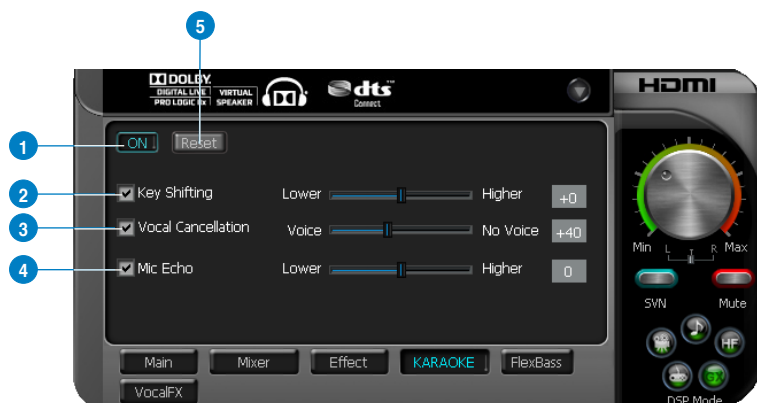 5
DOLBY
DIGITAL LIVE
PRO LOGIC IIx
VIRTUAL
SPEAKER
dts
Connect
HDMI
1
ON
Reset
2
Key Shifting Lower Higher +0
3
Vocal Cancellation Voice No Voice +40
4
Mic Echo Lower Higher 0
Min L T R Max
SVN Mute
HF
DSP Mode
Main Mixer Effect KARAOKE FlexBass
VocalFX